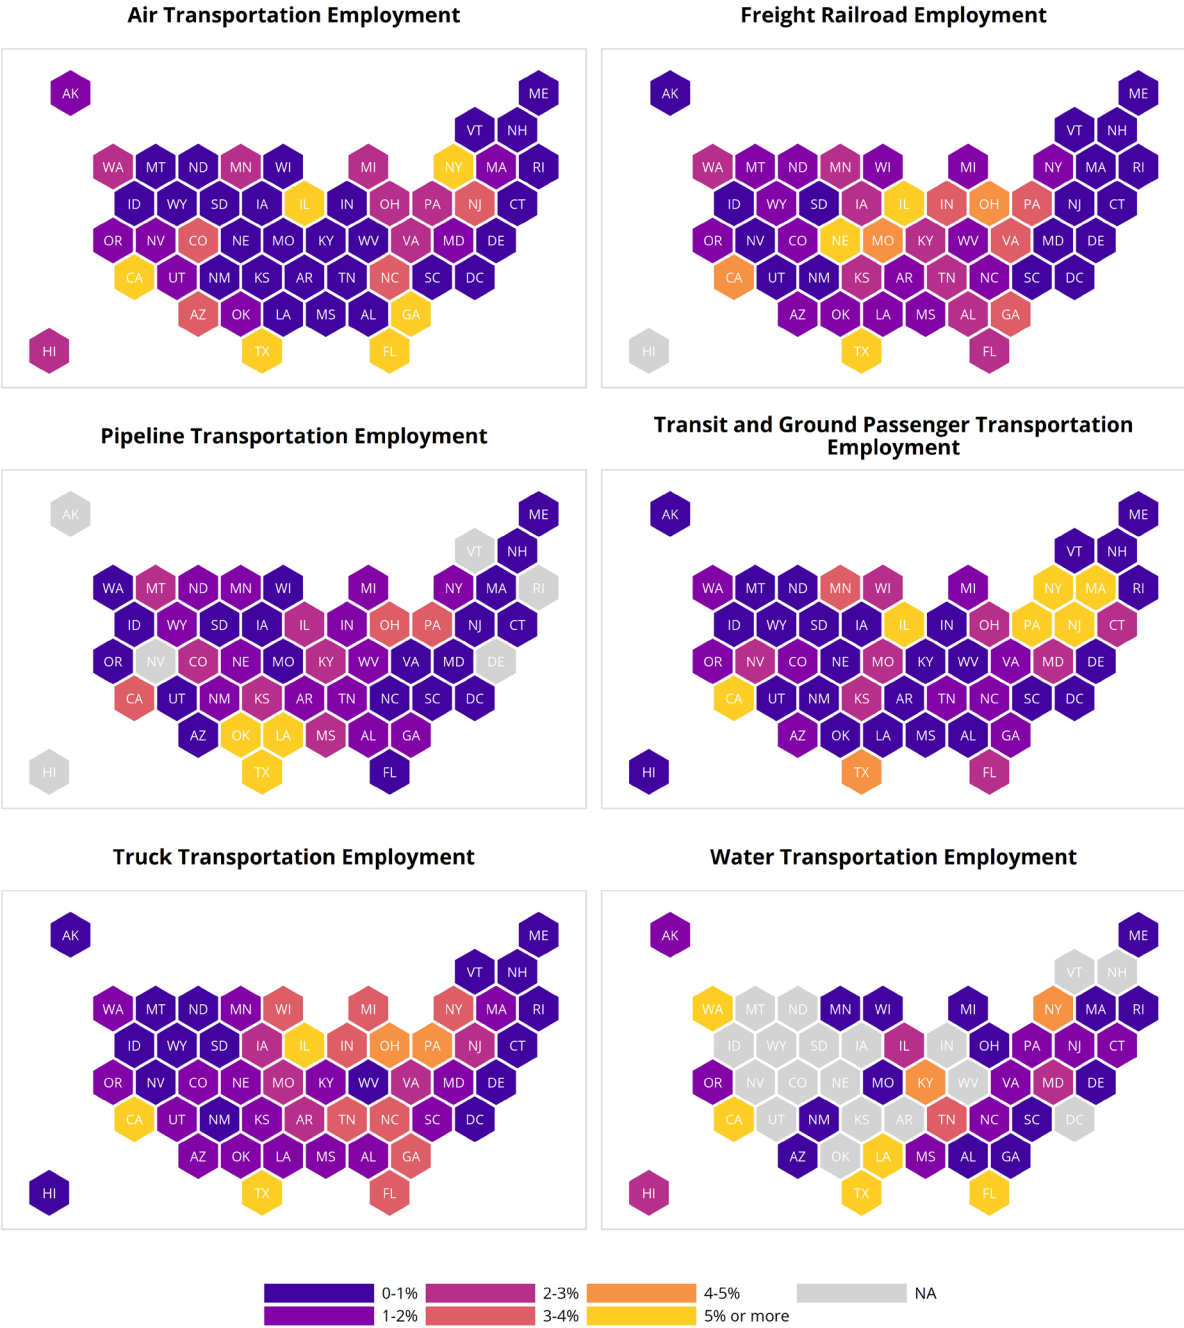 Air Transportation Employment
AK ME
VT NH
WA MT ND MN WI MI NY MA RI
ID WY SD IA IL IN OH PA NJ CT
OR NV CO NE MO KY WV VA MD DE
CA UT NM KS AR TN NC SC DC
AZ OK LA MS AL GA
HI TX FL
Freight Railroad Employment
AK ME
VT NH
WA MT ND MN WI MI NY MA RI
ID WY SD IA IL IN OH PA NJ CT
OR NV CO NE MO KY WV VA MD DE
CA UT NM KS AR TN NC SC DC
AZ OK LA MS AL GA
HI TX FL
Pipeline Transportation Employment
AK ME
VT NH
WA MT ND MN WI MI NY MA RI
ID WY SD IA IL IN OH PA NJ CT
OR NV CO NE MO KY WV VA MD DE
CA UT NM KS AR TN NC SC DC
AZ OK LA MS AL GA
HI TX FL
Transit and Ground Passenger Transportation
Employment
AK ME
VT NH
WA MT ND MN WI MI NY MA RI
ID WY SD IA IL IN OH PA NJ CT
OR NV CO NE MO KY WV VA MD DE
CA UT NM KS AR TN NC SC DC
AZ OK LA MS AL GA
HI TX FL
Truck Transportation Employment
AK ME
VT NH
WA MT ND MN WI MI NY MA RI
ID WY SD IA IL IN OH PA NJ CT
OR NV CO NE MO KY WV VA MD DE
CA UT NM KS AR TN NC SC DC
AZ OK LA MS AL GA
HI TX FL
Water Transportation Employment
AK ME
VT NH
WA MT ND MN WI MI NY MA RI
ID WY SD IA IL IN OH PA NJ CT
OR NV CO NE MO KY WV VA MD DE
CA UT NM KS AR TN NC SC DC
AZ OK LA MS AL GA
HI TX FL
0-1% 2-3% 4-5% NA
1-2% 3-4% 5% or more